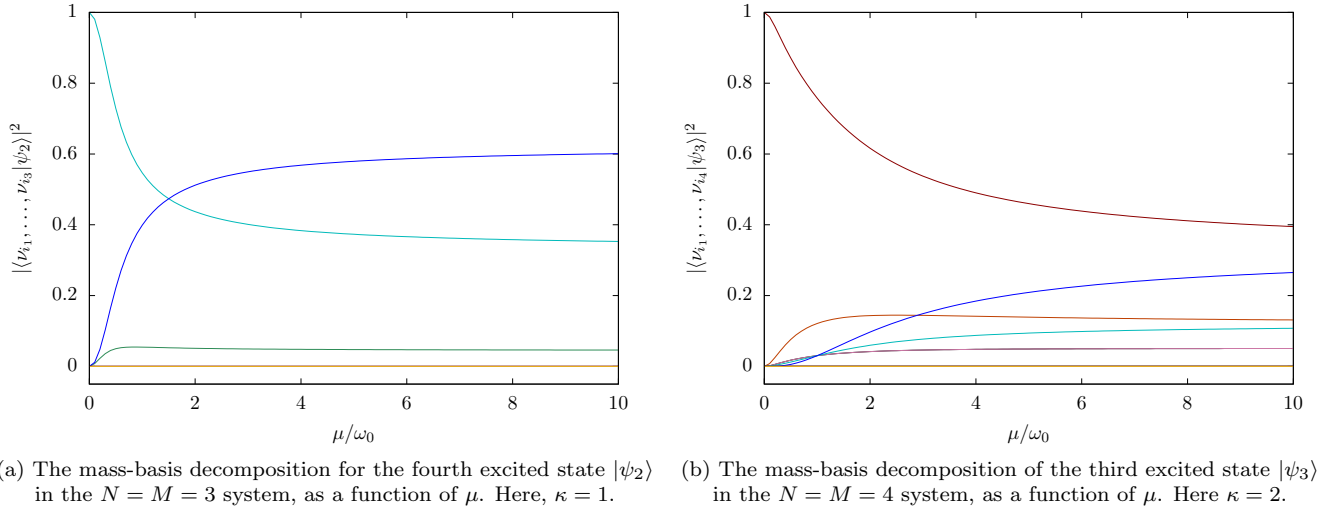 1
0.8
0.6
0.4
0.2
0
0 2 4 6 8 10
|⟨ν_{i_1}, ..., ν_{i_3}|ψ_2⟩|^2
μ/ω_0
1
0.8
0.6
0.4
0.2
0
0 2 4 6 8 10
|⟨ν_{i_1}, ..., ν_{i_4}|ψ_3⟩|^2
μ/ω_0
a) The mass-basis decomposition for the fourth excited state |ψ_2⟩
in the N = M = 3 system, as a function of μ. Here, κ = 1.
(b) The mass-basis decomposition of the third excited state |ψ_3⟩
in the N = M = 4 system, as a function of μ. Here κ = 2.